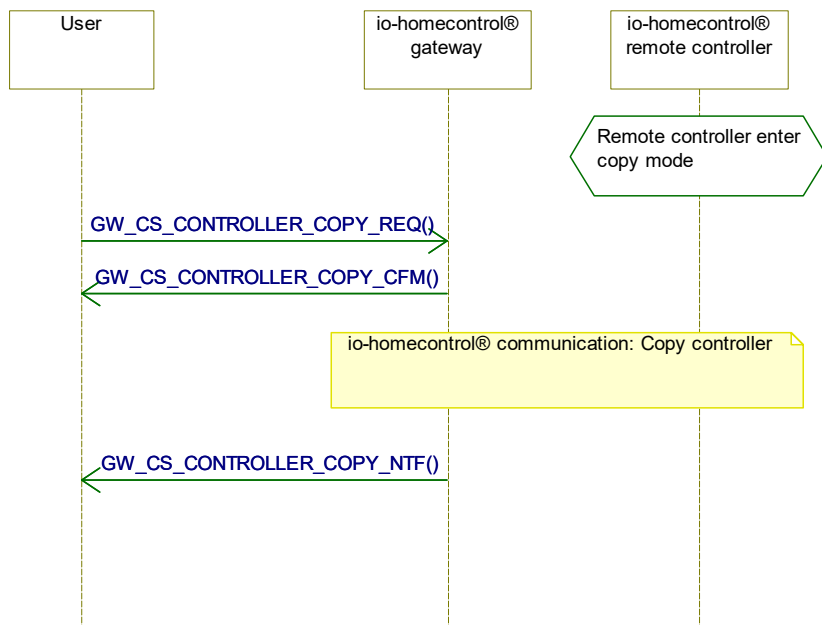 User
io-homecontrol®
gateway
io-homecontrol®
remote controller
Remote controller enter
copy mode
GW_CS_CONTROLLER_COPY_REQ()
GW_CS_CONTROLLER_COPY_CFM()
io-homecontrol® communication: Copy controller
GW_CS_CONTROLLER_COPY_NTF()